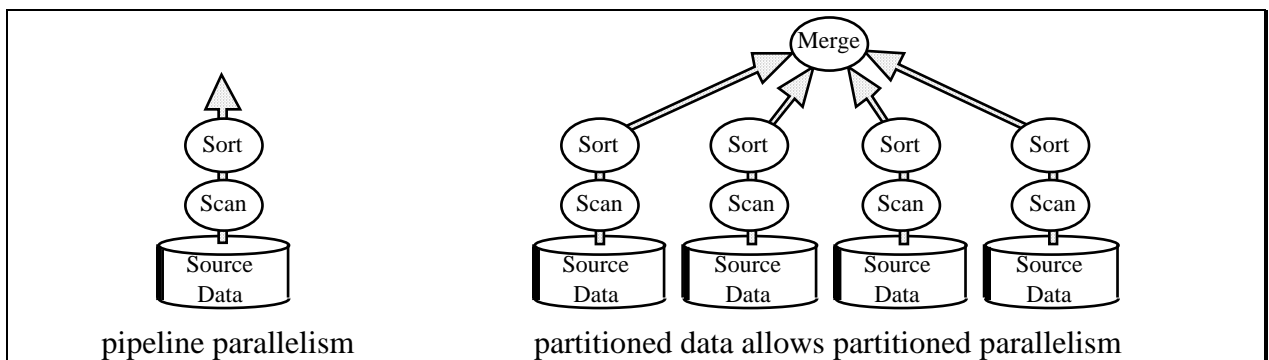 Merge
Sort Sort Sort Sort Sort
Scan Scan Scan Scan Scan
Source Source Source Source Source
Data Data Data Data Data
pipeline parallelism partitioned data allows partitioned parallelism